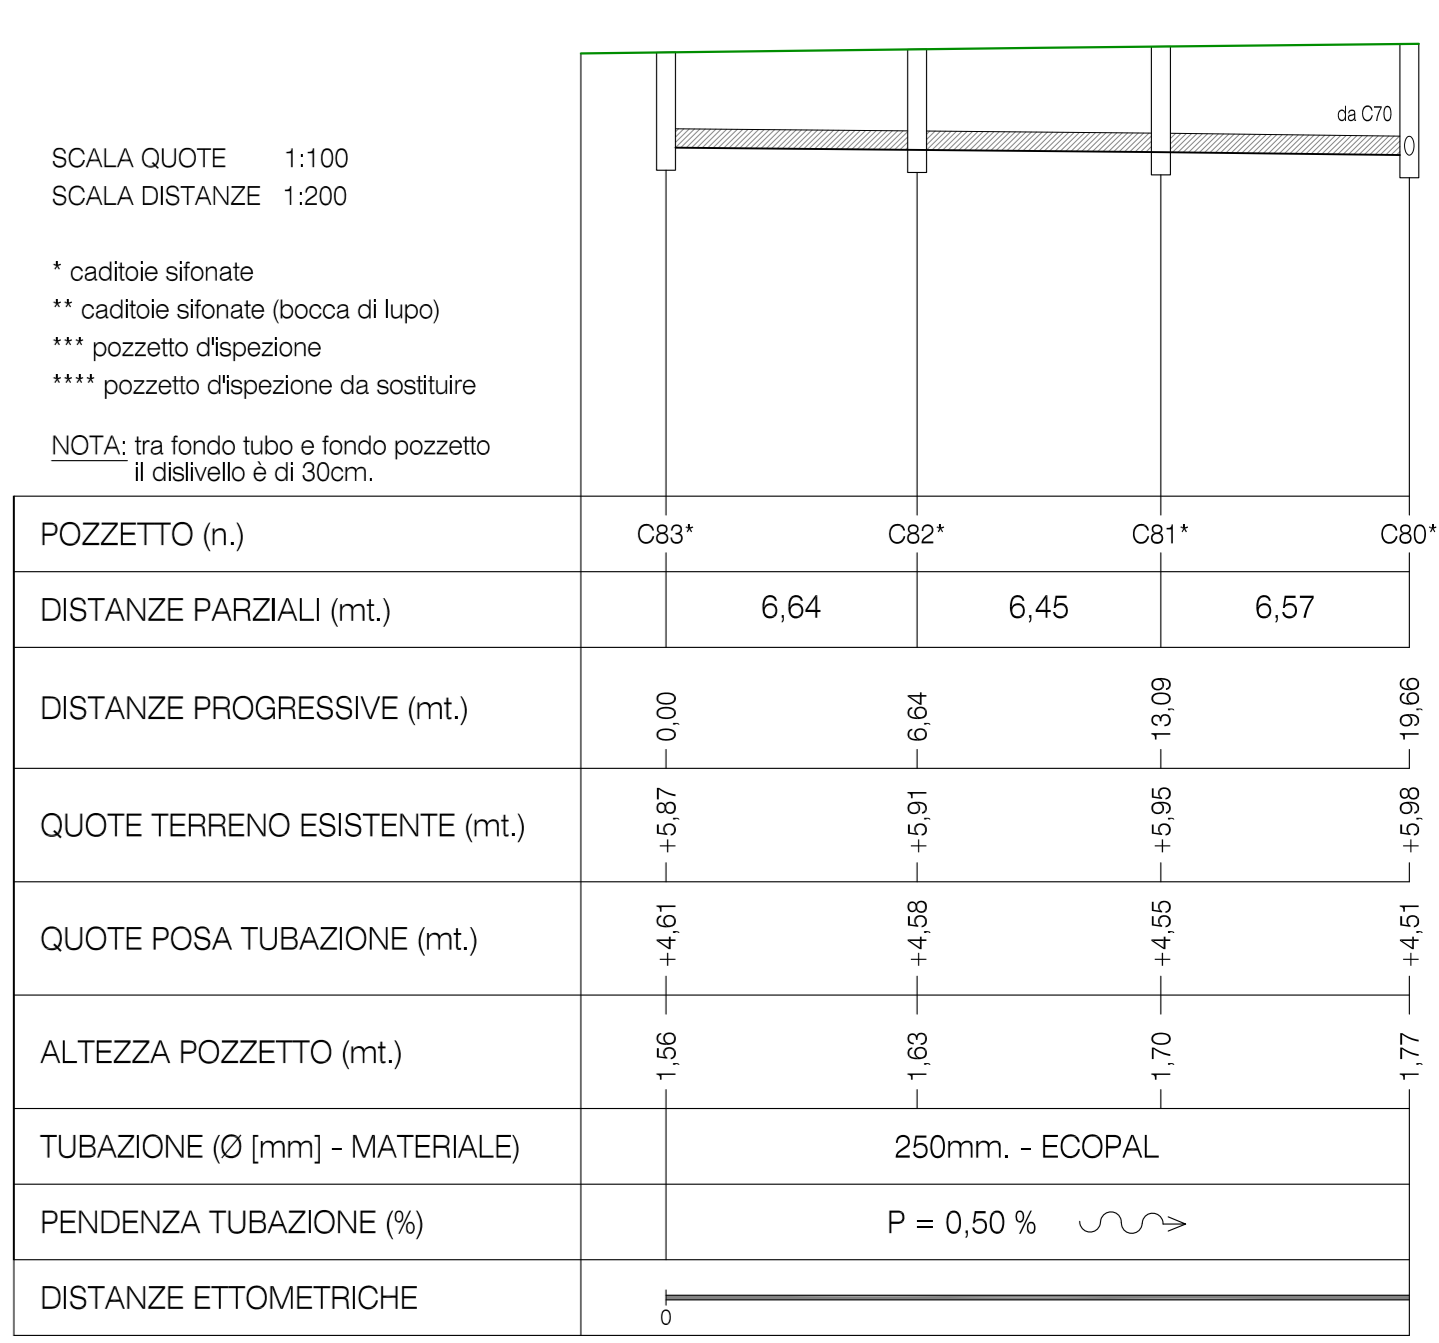 da C70
SCALA QUOTE 1:100
SCALA DISTANZE 1:200
* caditoie sifonate
** caditoie sifonate (bocca di lupo)
*** pozzetto d'ispezione
**** pozzetto d'ispezione da sostituire
NOTA: tra fondo tubo e fondo pozzetto
il dislivello è di 30cm.
POZZETTO (n.) C83* C82* C81* C80*
DISTANZE PARZIALI (mt.) 6,64 6,45 6,57
DISTANZE PROGRESSIVE (mt.) 0,00 6,64 13,09 19,66
QUOTE TERRENO ESISTENTE (mt.) +5,87 +5,91 +5,95 +5,98
QUOTE POSA TUBAZIONE (mt.) +4,61 +4,58 +4,55 +4,51
ALTEZZA POZZETTO (mt.) 1,56 1,63 1,70 1,77
TUBAZIONE (Ø [mm] - MATERIALE) 250mm. - ECOPAL
PENDENZA TUBAZIONE (%) P = 0,50 %
DISTANZE ETTOMETRICHE
0